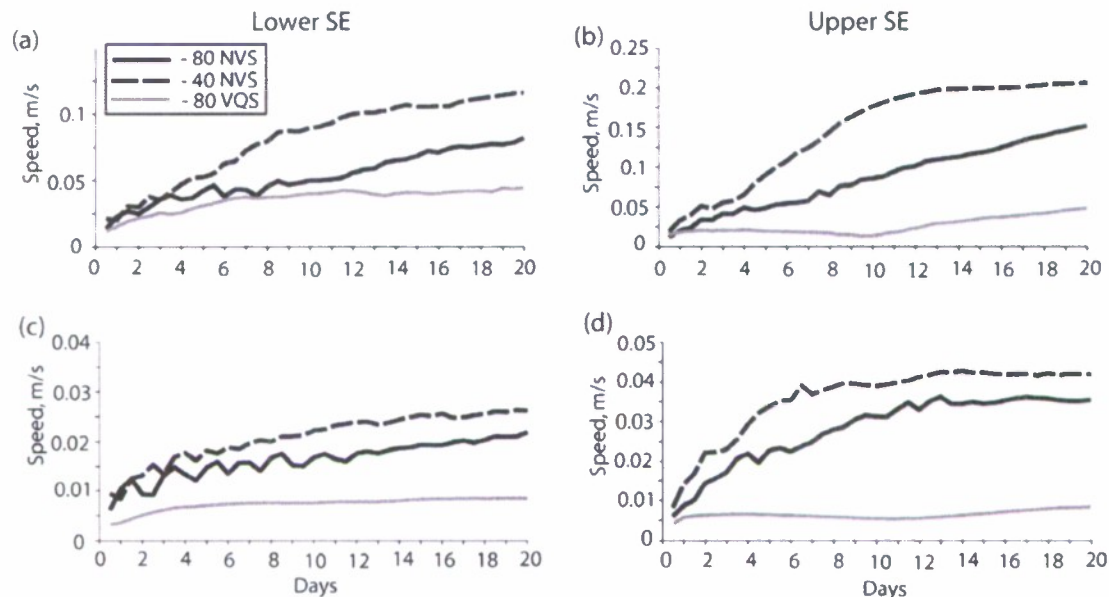 Lower SE
Upper SE
(a)
- 80 NVS
- 40 NVS
- 80 VQS
Speed, m/s
0.1
0.05
0
0 2 4 6 8 10 12 14 16 18 20
(b)
Speed, m/s
0.25
0.2
0.15
0.1
0.05
0
0 2 4 6 8 10 12 14 16 18 20
(c)
Speed, m/s
0.04
0.03
0.02
0.01
0
0 2 4 6 8 10 12 14 16 18 20
Days
(d)
Speed, m/s
0.05
0.04
0.03
0.02
0.01
0
0 2 4 6 8 10 12 14 16 18 20
Days